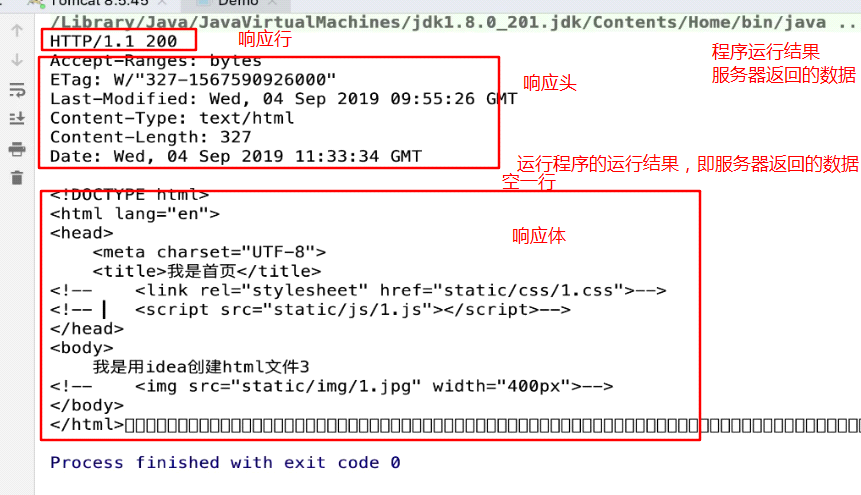 Tomcat 8.5.45
Demo
/Library/Java/JavaVirtualMachines/jdk1.8.0_201.jdk/Contents/Home/bin/java ..
HTTP/1.1 200
响应行
程序运行结果
服务器返回的数据
Accept-Ranges: bytes
ETag: W/"327-1567590926000"
响应头
Last-Modified: Wed, 04 Sep 2019 09:55:26 GMT
Content-Type: text/html
Content-Length: 327
Date: Wed, 04 Sep 2019 11:33:34 GMT
运行程序的运行结果，即服务器返回的数据
空一行
<!DOCTYPE html>
<html lang="en">
<head>
响应体
<meta charset="UTF-8">
<title>我是首页</title>
<!-- <link rel="stylesheet" href="static/css/1.css">-->
<!-- <script src="static/js/1.js"></script>-->
</head>
<body>
我是用idea创建html文件3
<!-- <img src="static/img/1.jpg" width="400px">-->
</body>
</html>
Process finished with exit code 0